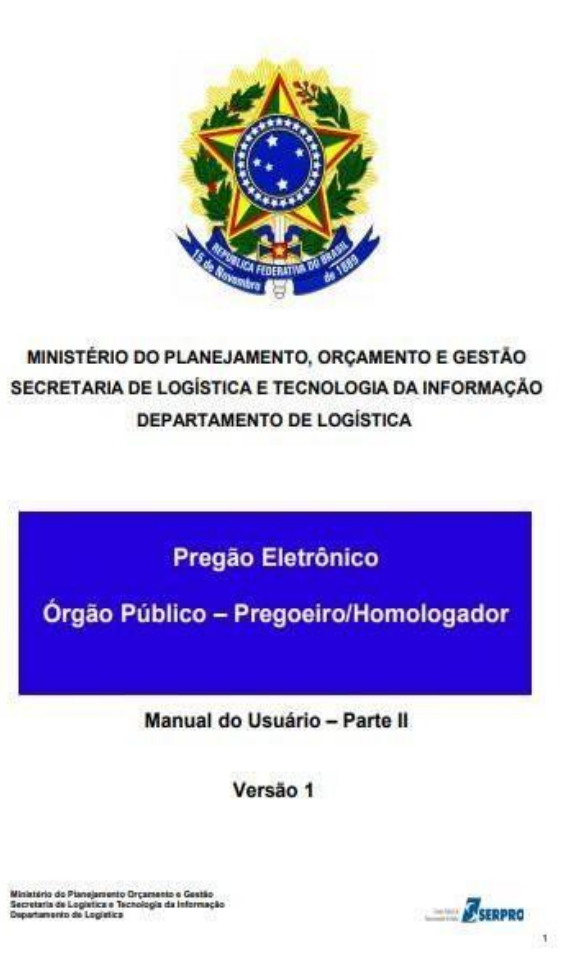 REPÚBLICA FEDERATIVA DO BRASIL
15 de Novembro
de 1889
MINISTÉRIO DO PLANEJAMENTO, ORÇAMENTO E GESTÃO
SECRETARIA DE LOGÍSTICA E TECNOLOGIA DA INFORMAÇÃO
DEPARTAMENTO DE LOGÍSTICA
Pregão Eletrônico
Órgão Público – Pregoeiro/Homologador
Manual do Usuário – Parte II
Versão 1
Ministério do Planejamento Orçamento e Gestão
Secretaria de Logística e Tecnologia da Informação
Departamento de Logística
SERPRO
1